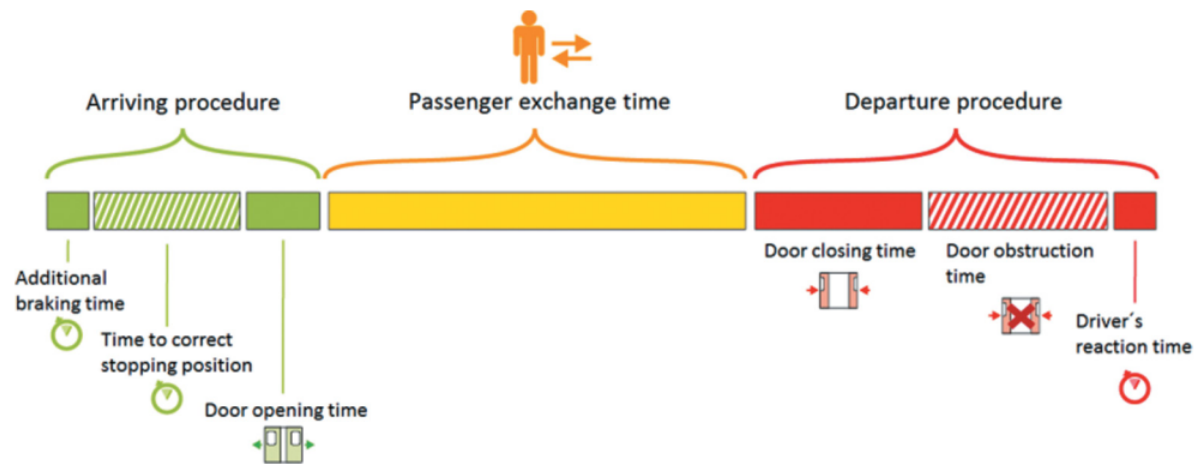 Arriving procedure
Passenger exchange time
Departure procedure
Additional
braking time
Time to correct
stopping position
Door opening time
Door closing time
Door obstruction
time
Driver´s
reaction time